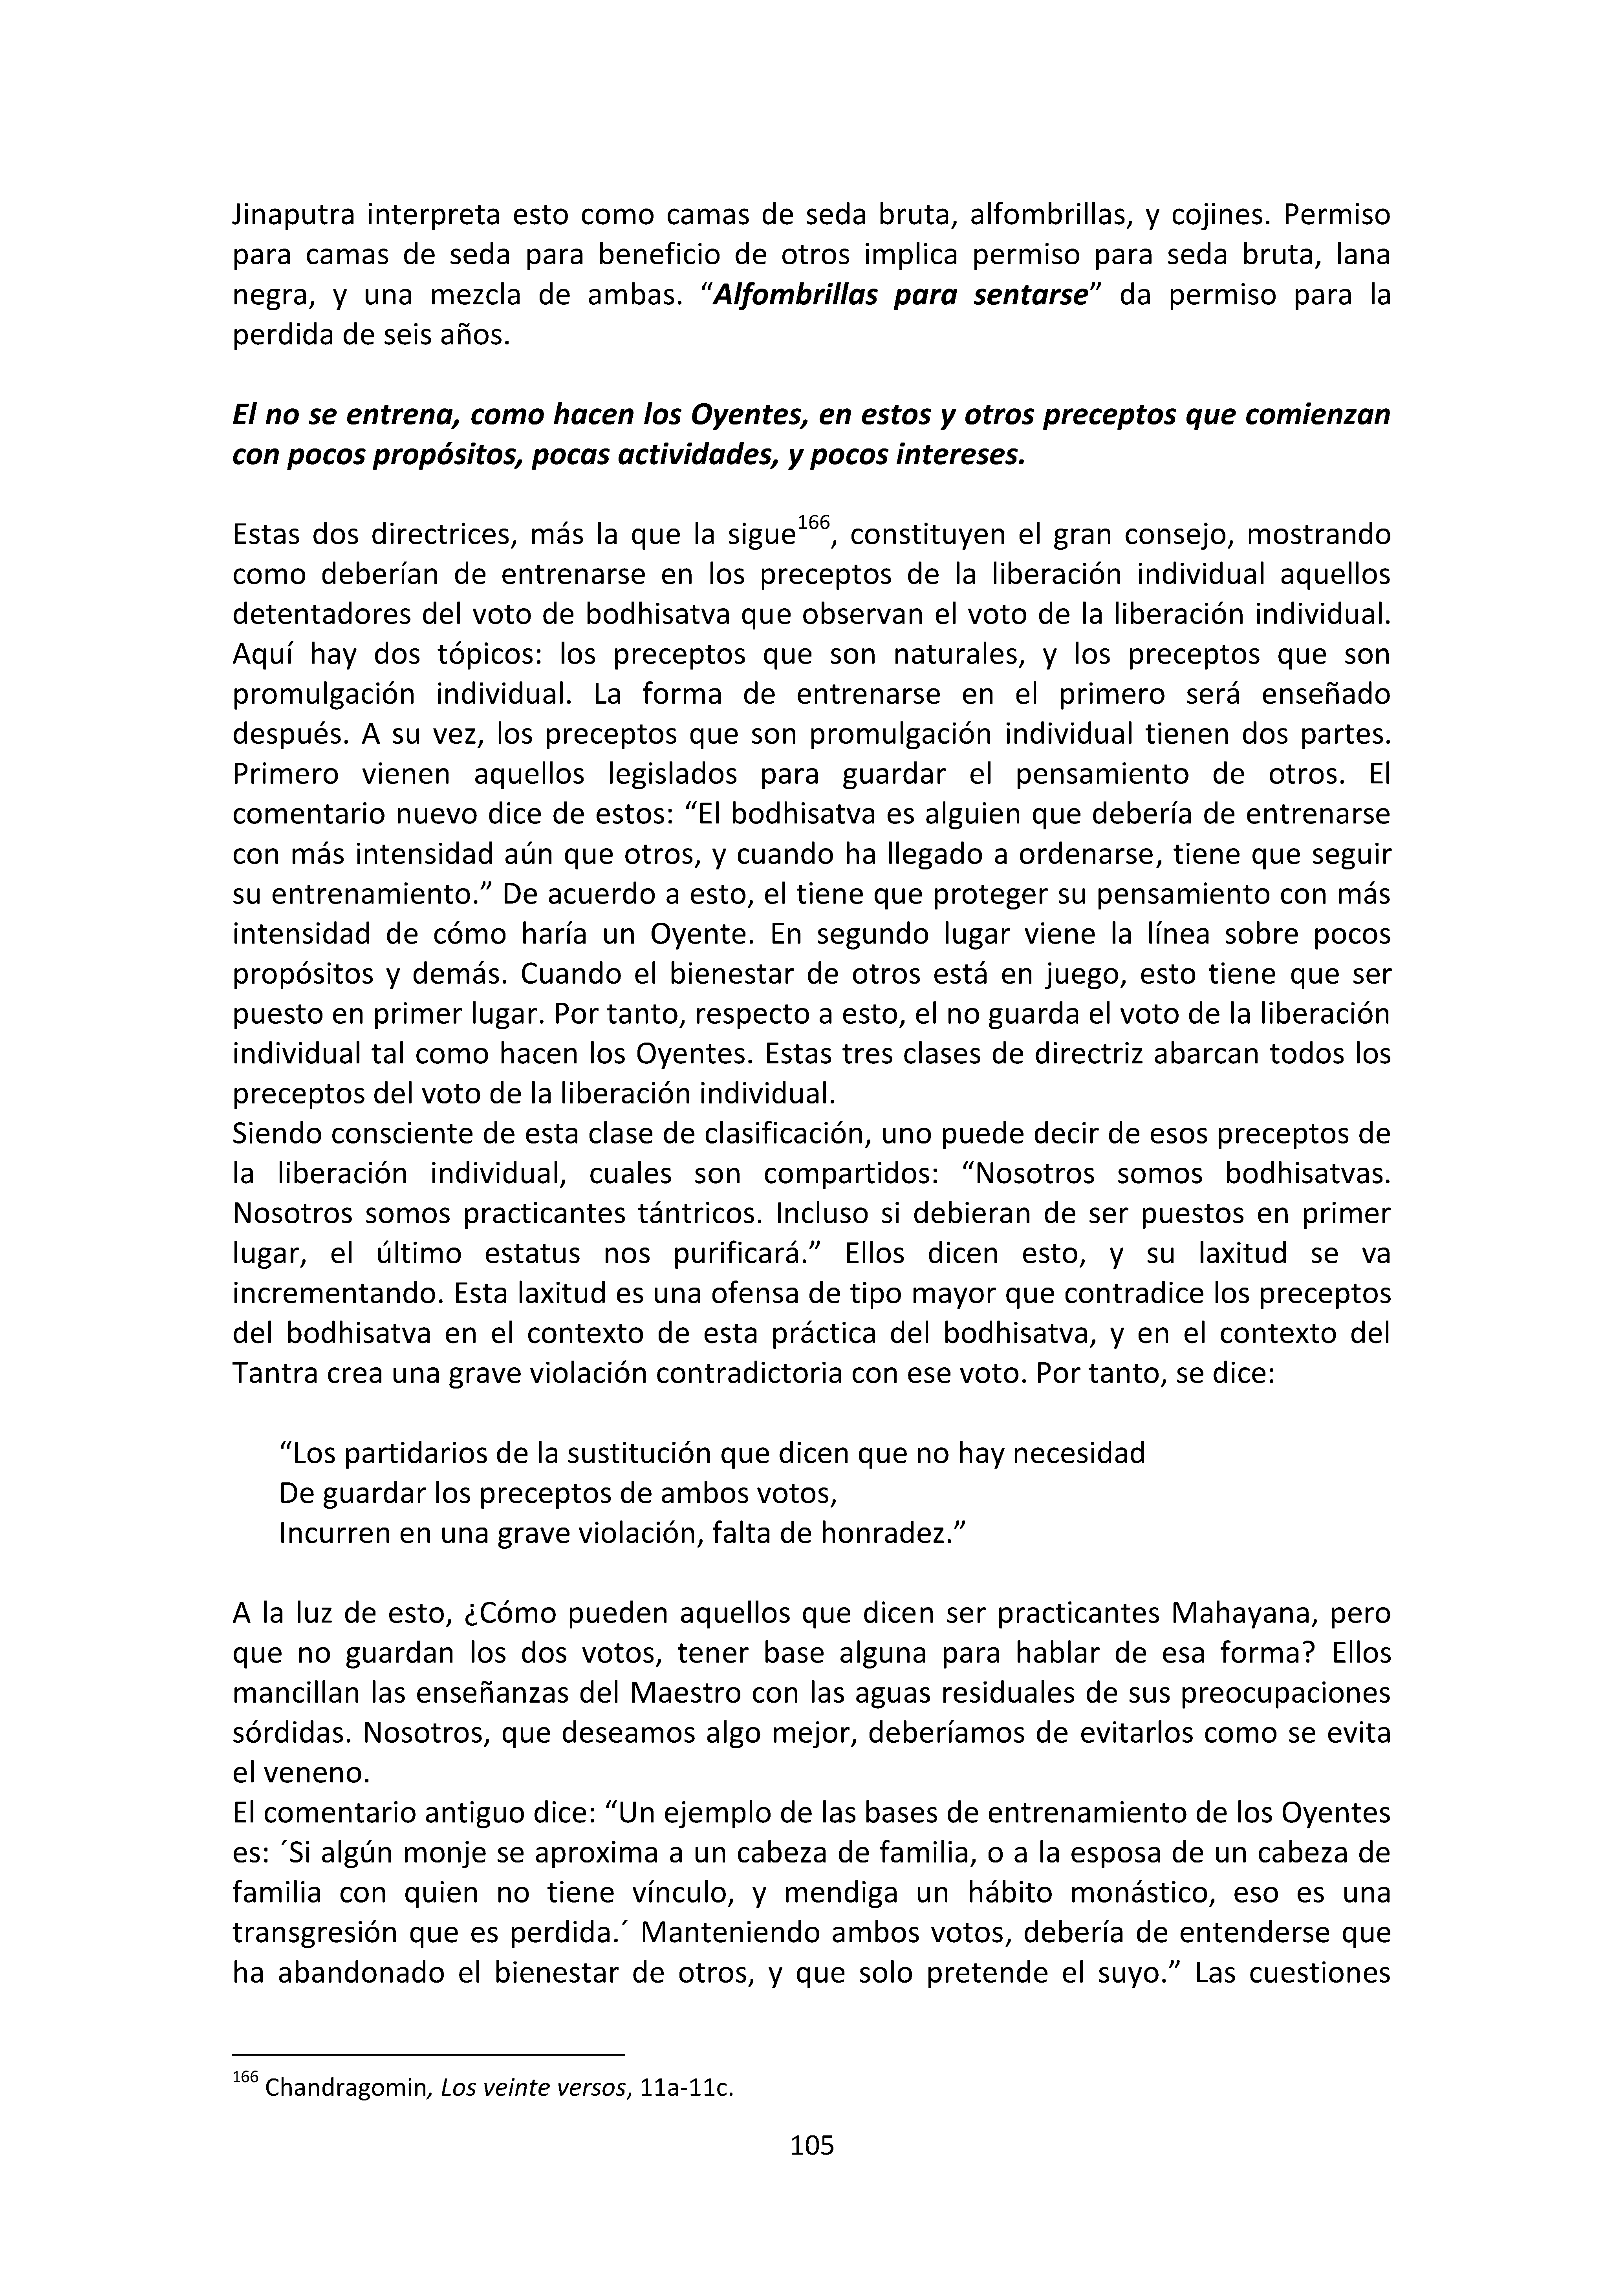 Jinaputra interpreta esto como camas de seda bruta, alfombrillas, y cojines. Permiso
para camas de seda para beneficio de otros implica permiso para seda bruta, lana
negra, y una mezcla de ambas. “Alfombrillas para sentarse” da permiso para la
perdida de seis años.
El no se entrena, como hacen los Oyentes, en estos y otros preceptos que comienzan
con pocos propósitos, pocas actividades, y pocos intereses.
Estas dos directrices, más la que la sigue166, constituyen el gran consejo, mostrando
como deberían de entrenarse en los preceptos de la liberación individual aquellos
detentadores del voto de bodhisatva que observan el voto de la liberación individual.
Aquí hay dos tópicos: los preceptos que son naturales, y los preceptos que son
promulgación individual. La forma de entrenarse en el primero será enseñado
después. A su vez, los preceptos que son promulgación individual tienen dos partes.
Primero vienen aquellos legislados para guardar el pensamiento de otros. El
comentario nuevo dice de estos: “El bodhisatva es alguien que debería de entrenarse
con más intensidad aún que otros, y cuando ha llegado a ordenarse, tiene que seguir
su entrenamiento.” De acuerdo a esto, el tiene que proteger su pensamiento con más
intensidad de cómo haría un Oyente. En segundo lugar viene la línea sobre pocos
propósitos y demás. Cuando el bienestar de otros está en juego, esto tiene que ser
puesto en primer lugar. Por tanto, respecto a esto, el no guarda el voto de la liberación
individual tal como hacen los Oyentes. Estas tres clases de directriz abarcan todos los
preceptos del voto de la liberación individual.
Siendo consciente de esta clase de clasificación, uno puede decir de esos preceptos de
la liberación individual, cuales son compartidos: “Nosotros somos bodhisatvas.
Nosotros somos practicantes tántricos. Incluso si debieran de ser puestos en primer
lugar, el último estatus nos purificará.” Ellos dicen esto, y su laxitud se va
incrementando. Esta laxitud es una ofensa de tipo mayor que contradice los preceptos
del bodhisatva en el contexto de esta práctica del bodhisatva, y en el contexto del
Tantra crea una grave violación contradictoria con ese voto. Por tanto, se dice:
“Los partidarios de la sustitución que dicen que no hay necesidad
De guardar los preceptos de ambos votos,
Incurren en una grave violación, falta de honradez.”
A la luz de esto, ¿Cómo pueden aquellos que dicen ser practicantes Mahayana, pero
que no guardan los dos votos, tener base alguna para hablar de esa forma? Ellos
mancillan las enseñanzas del Maestro con las aguas residuales de sus preocupaciones
sórdidas. Nosotros, que deseamos algo mejor, deberíamos de evitarlos como se evita
el veneno.
El comentario antiguo dice: “Un ejemplo de las bases de entrenamiento de los Oyentes
es: ´Si algún monje se aproxima a un cabeza de familia, o a la esposa de un cabeza de
familia con quien no tiene vínculo, y mendiga un hábito monástico, eso es una
transgresión que es perdida.´ Manteniendo ambos votos, debería de entenderse que
ha abandonado el bienestar de otros, y que solo pretende el suyo.” Las cuestiones
166 Chandragomin, Los veinte versos, 11a-11c.
105